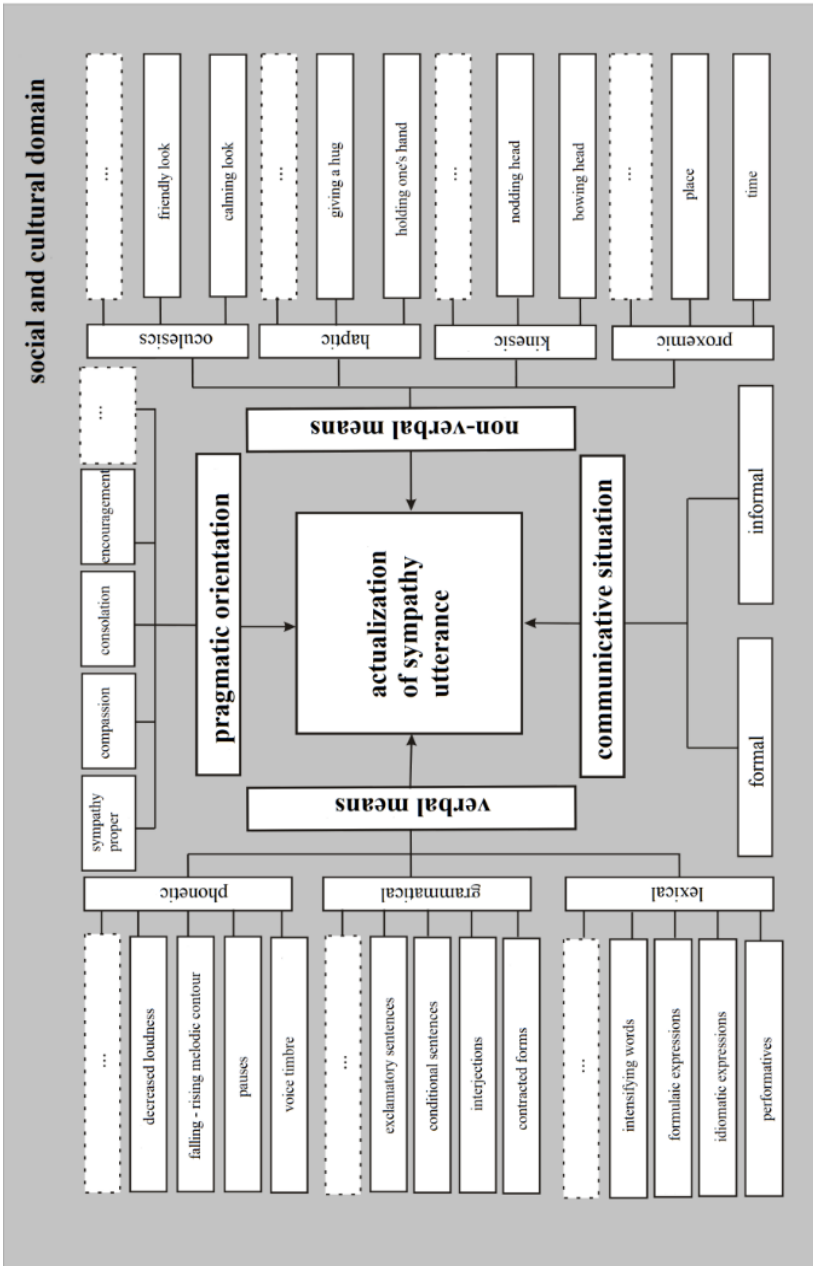 social and cultural domain
...
decreased loudness
falling - rising melodic contour
pauses
voice timbre
phonetic
...
exclamatory sentences
conditional sentences
interjections
contracted forms
grammatical
...
intensifying words
formulaic expressions
idiomatic expressions
performatives
lexical
verbal means
sympathy
proper
compassion
consolation
encouragement
...
pragmatic orientation
actualization
of sympathy
utterance
communicative situation
formal
informal
non-verbal means
oculesics
...
friendly look
calming look
haptic
...
giving a hug
holding one's hand
kinesic
...
nodding head
bowing head
proxemic
...
place
time